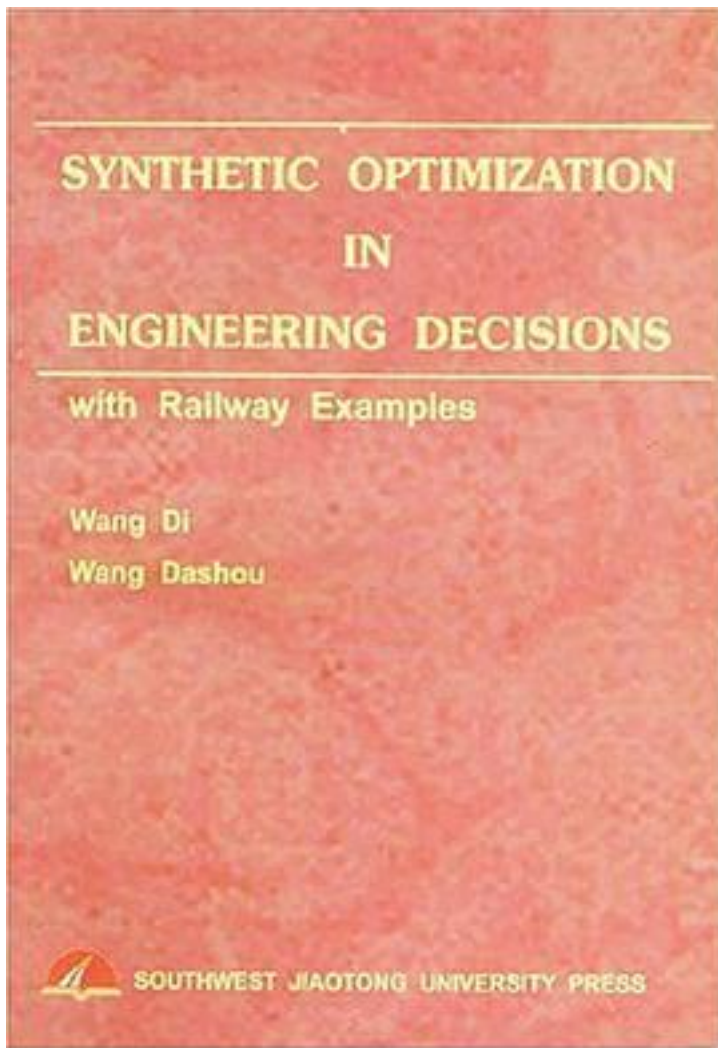 SYNTHETIC OPTIMIZATION
IN
ENGINEERING DECISIONS
with Railway Examples
Wang Di
Wang Dashou
SOUTHWEST JIAOTONG UNIVERSITY PRESS